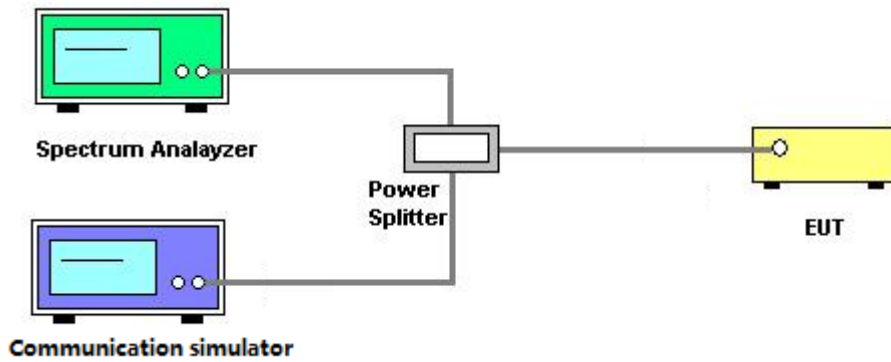 Spectrum Analayzer
Power
Splitter
EUT
Communication simulator